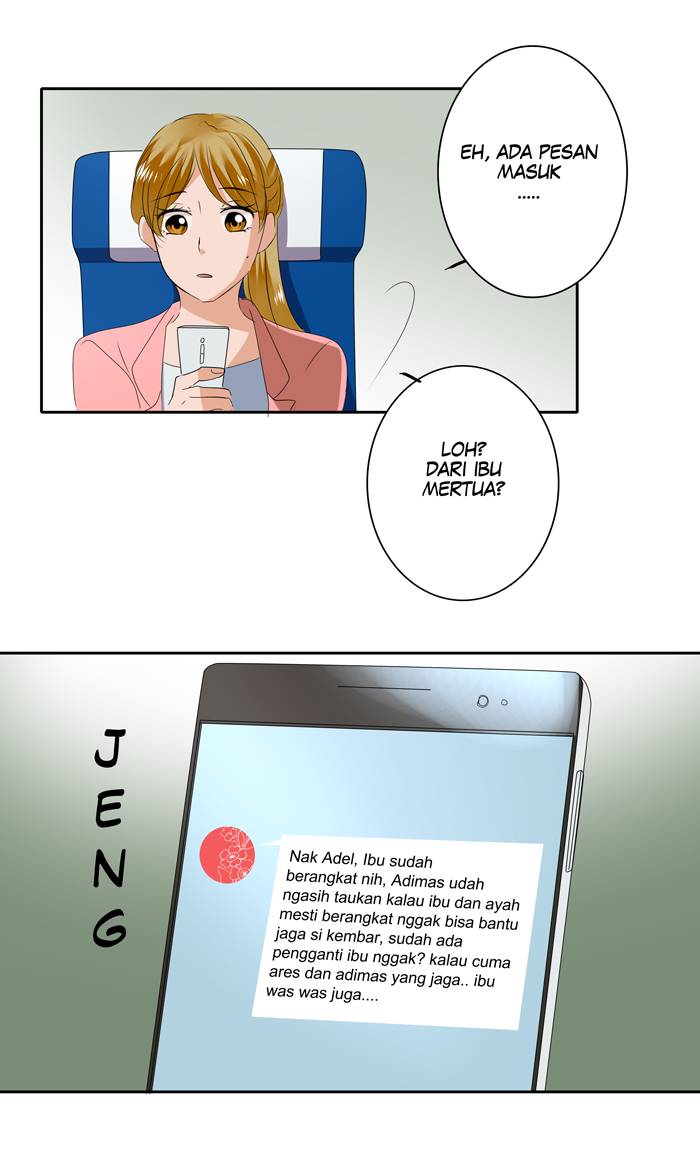 EH, ADA PESAN
MASUK
.....
LOH?
DARI IBU
MERTUA?
JENG
Nak Adel, Ibu sudah
berangkat nih, Adimas udah
ngasih taukan kalau ibu dan ayah
mesti berangkat nggak bisa bantu
jaga si kembar, sudah ada
pengganti ibu nggak? kalau cuma
ares dan adimas yang jaga.. ibu
was was juga....